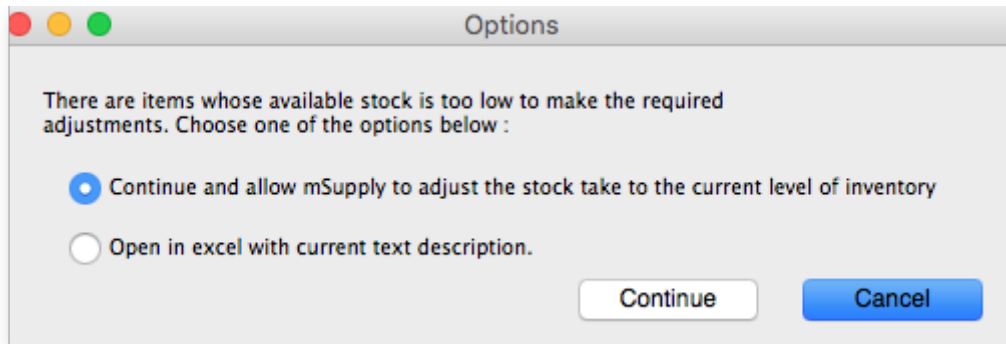 Options
There are items whose available stock is too low to make the required
adjustments. Choose one of the options below :
Continue and allow mSupply to adjust the stock take to the current level of inventory
Open in excel with current text description.
Continue
Cancel